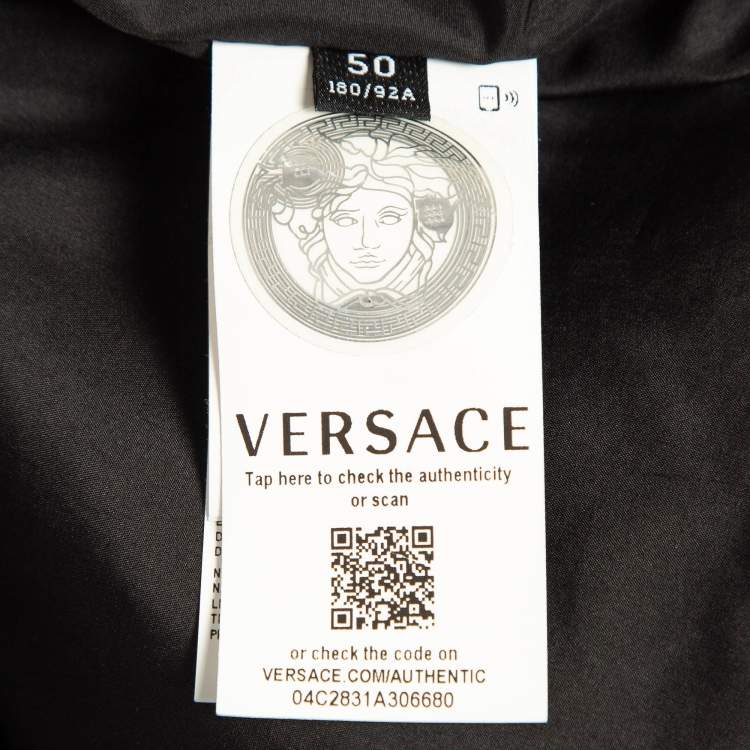 50
180/92A
VERSACE
Tap here to check the authenticity
or scan
or check the code on
VERSACE.COM/AUTHENTIC
04C2831A306680